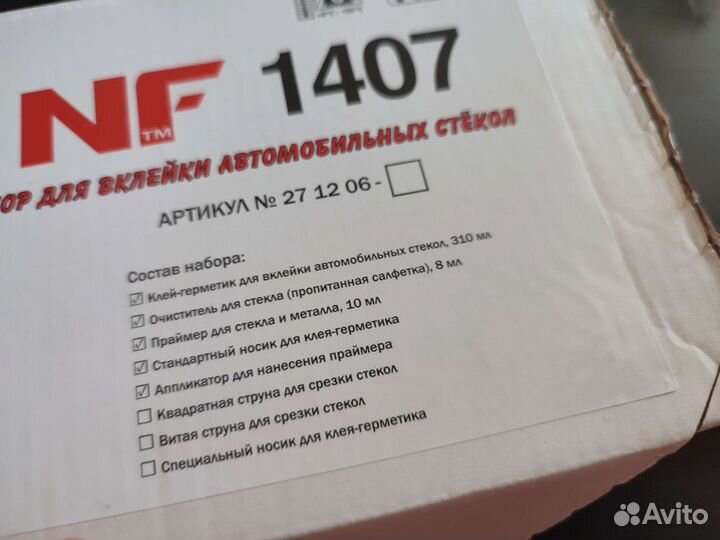 NF 1407
TM
ДЛЯ ВКЛЕЙКИ АВТОМОБИЛЬНЫХ СТЁКОЛ
АРТИКУЛ № 27 12 06-
Состав набора:
Клей-герметик для вклейки автомобильных стекол, 310 мл
Очиститель для стекла (пропитанная салфетка), 8 мл
Праймер для стекла и металла, 10 мл
Стандартный носик для клея-герметика
Аппликатор для нанесения праймера
Квадратная струна для срезки стекол
Витая струна для срезки стекол
Специальный носик для клея-герметика
Avito